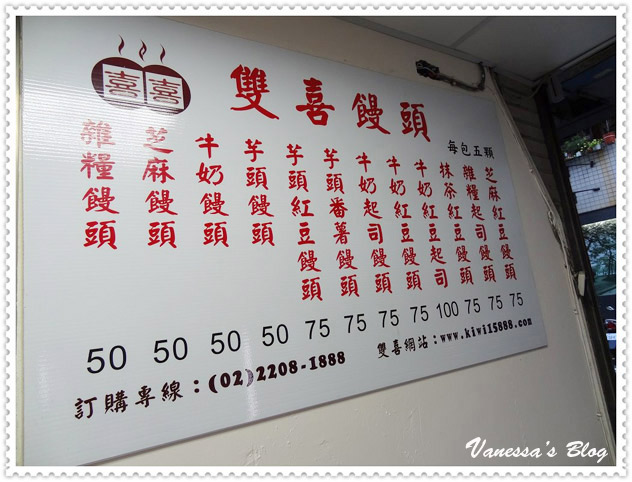 喜喜
雙喜饅頭
每包五顆
雜糧饅頭
芝麻饅頭
牛奶饅頭
芋頭饅頭
芋頭紅豆饅頭
芋頭番薯饅頭
牛奶起司饅頭
牛奶紅豆饅頭
牛奶紅豆起司
抹茶紅豆饅頭
雜糧起司饅頭
芝麻紅豆饅頭
50 50 50 50 75 75 75 75 100 75 75 75
訂購專線：(02)2208-1888 雙喜網站：www.kiwi15888.com
Vanessa's Blog